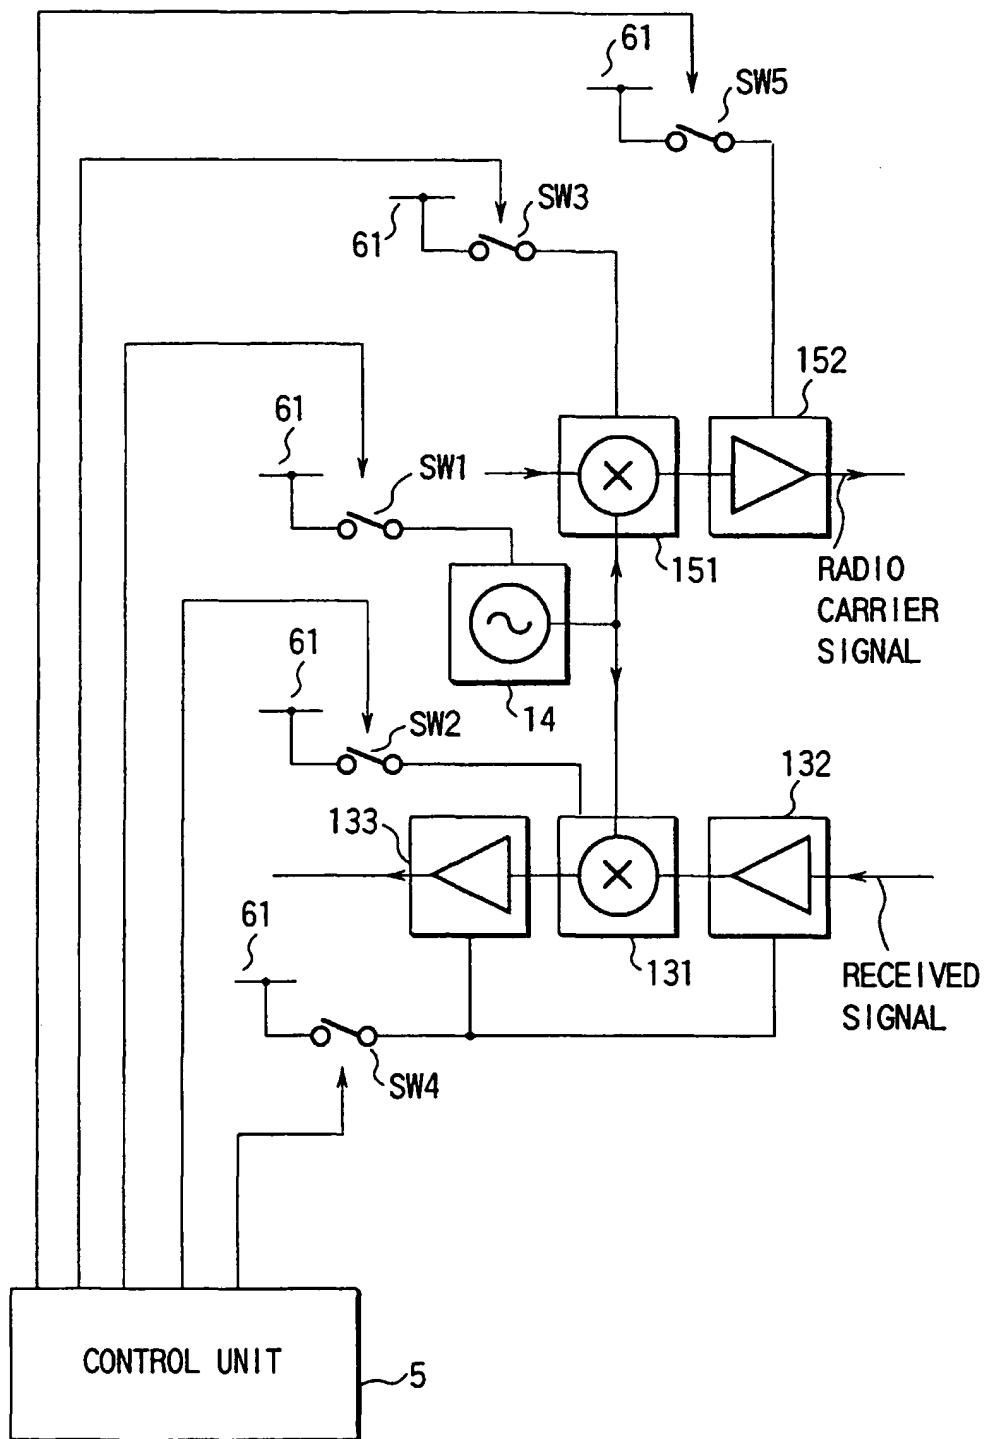 61
SW5
SW3
61
152
61
SW1
151
RADIO
CARRIER
SIGNAL
61
14
SW2
132
133
61
131
RECEIVED
SIGNAL
SW4
CONTROL UNIT
5